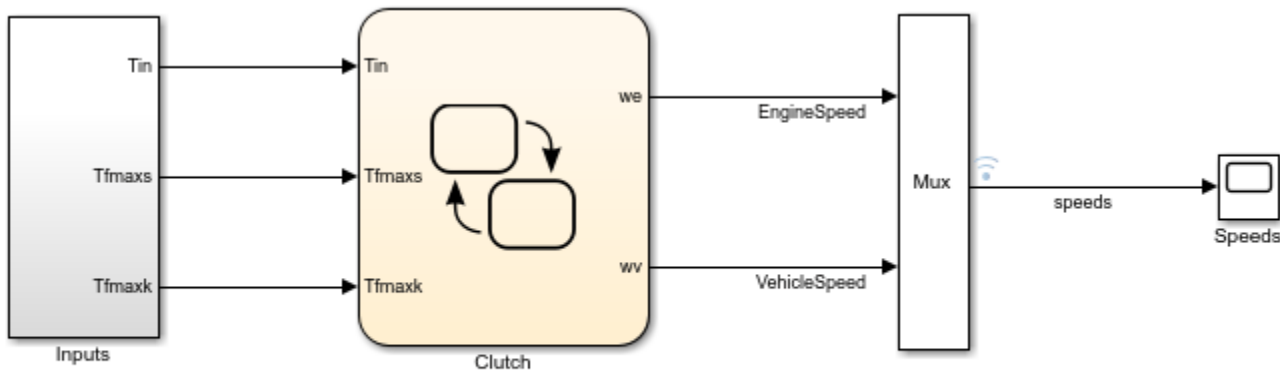 Tin
Tin
we
EngineSpeed
Tfmaxs
Tfmaxs
Mux
speeds
Speeds
wv
VehicleSpeed
Tfmaxk
Tfmaxk
Inputs
Clutch